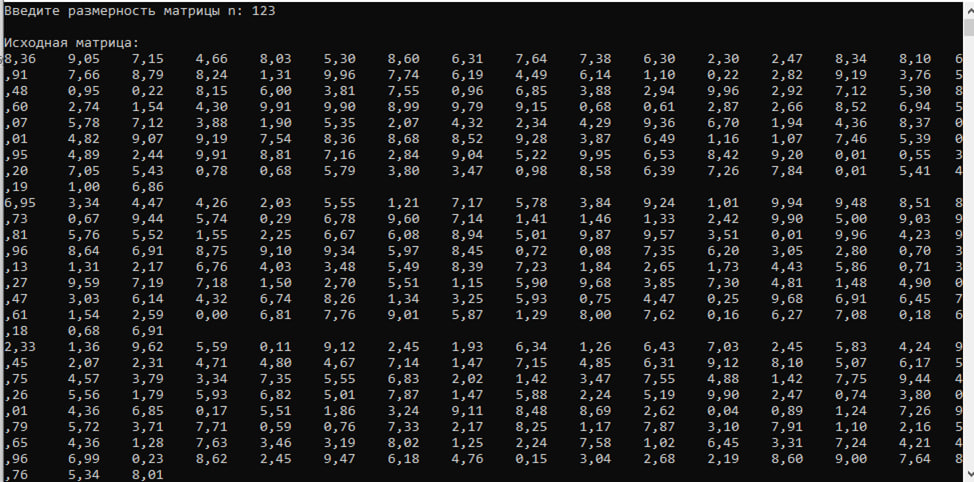 Введите размерность матрицы n: 123
Исходная матрица:
8,36 9,05 7,15 4,66 8,03 5,30 8,60 6,31 7,64 7,38 6,30 2,30 2,47 8,34 8,10 6
,91 7,66 8,79 8,24 1,31 9,96 7,74 6,19 4,49 6,14 1,10 0,22 2,82 9,19 3,76 5
,48 0,95 0,22 8,15 6,00 3,81 7,55 0,96 6,85 3,88 2,94 9,96 2,92 7,12 5,30 8
,60 2,74 1,54 4,30 9,91 9,90 8,99 9,79 9,15 0,68 0,61 2,87 2,66 8,52 6,94 5
,07 5,78 7,12 3,88 1,90 5,35 2,07 4,32 2,34 4,29 9,36 6,70 1,94 4,36 8,37 0
,01 4,82 9,07 9,19 7,54 8,36 8,68 8,52 9,28 3,87 6,49 1,16 1,07 7,46 5,39 0
,95 4,89 2,44 9,91 8,81 7,16 2,84 9,04 5,22 9,95 6,53 8,42 9,20 0,01 0,55 3
,20 7,05 5,43 0,78 0,68 5,79 3,80 3,47 0,98 8,58 6,39 7,26 7,84 0,01 5,41 4
,19 1,00 6,86
6,95 3,34 4,47 4,26 2,03 5,55 1,21 7,17 5,78 3,84 9,24 1,01 9,94 9,48 8,51 8
,73 0,67 9,44 5,74 0,29 6,78 9,60 7,14 1,41 1,46 1,33 2,42 9,90 5,00 9,03 9
,81 5,76 5,52 1,55 2,25 6,67 6,08 8,94 5,01 9,87 9,57 3,51 0,01 9,96 4,23 9
,96 8,64 6,91 8,75 9,10 9,34 5,97 8,45 0,72 0,08 7,35 6,20 3,05 2,80 0,70 3
,13 1,31 2,17 6,76 4,03 3,48 5,49 8,39 7,23 1,84 2,65 1,73 4,43 5,86 0,71 3
,27 9,59 7,19 7,18 1,50 2,70 5,51 1,15 5,90 9,68 3,85 7,30 4,81 1,48 4,90 0
,47 3,03 6,14 4,32 6,74 8,26 1,34 3,25 5,93 0,75 4,47 0,25 9,68 6,91 6,45 7
,61 1,54 2,59 0,00 6,81 7,76 9,01 5,87 1,29 8,00 7,62 0,16 6,27 7,08 0,18 6
,18 0,68 6,91
2,33 1,36 9,62 5,59 0,11 9,12 2,45 1,93 6,34 1,26 6,43 7,03 2,45 5,83 4,24 9
,45 2,07 2,31 4,71 4,80 4,67 7,14 1,47 7,15 4,85 6,31 9,12 8,10 5,07 6,17 5
,75 4,57 3,79 3,34 7,35 5,55 6,83 2,02 1,42 3,47 7,55 4,88 1,42 7,75 9,44 4
,26 5,56 1,79 5,93 6,82 5,01 7,87 1,47 5,88 2,24 5,19 9,90 2,47 0,74 3,80 0
,01 4,36 6,85 0,17 5,51 1,86 3,24 9,11 8,48 8,69 2,62 0,04 0,89 1,24 7,26 9
,79 5,72 3,71 7,71 0,59 0,76 7,33 2,17 8,25 1,17 7,87 3,10 7,91 1,10 2,16 5
,65 4,36 1,28 7,63 3,46 3,19 8,02 1,25 2,24 7,58 1,02 6,45 3,31 7,24 4,21 4
,96 6,99 0,23 8,62 2,45 9,47 6,18 4,76 0,15 3,04 2,68 2,19 8,60 9,00 7,64 8
,76 5,34 8,01